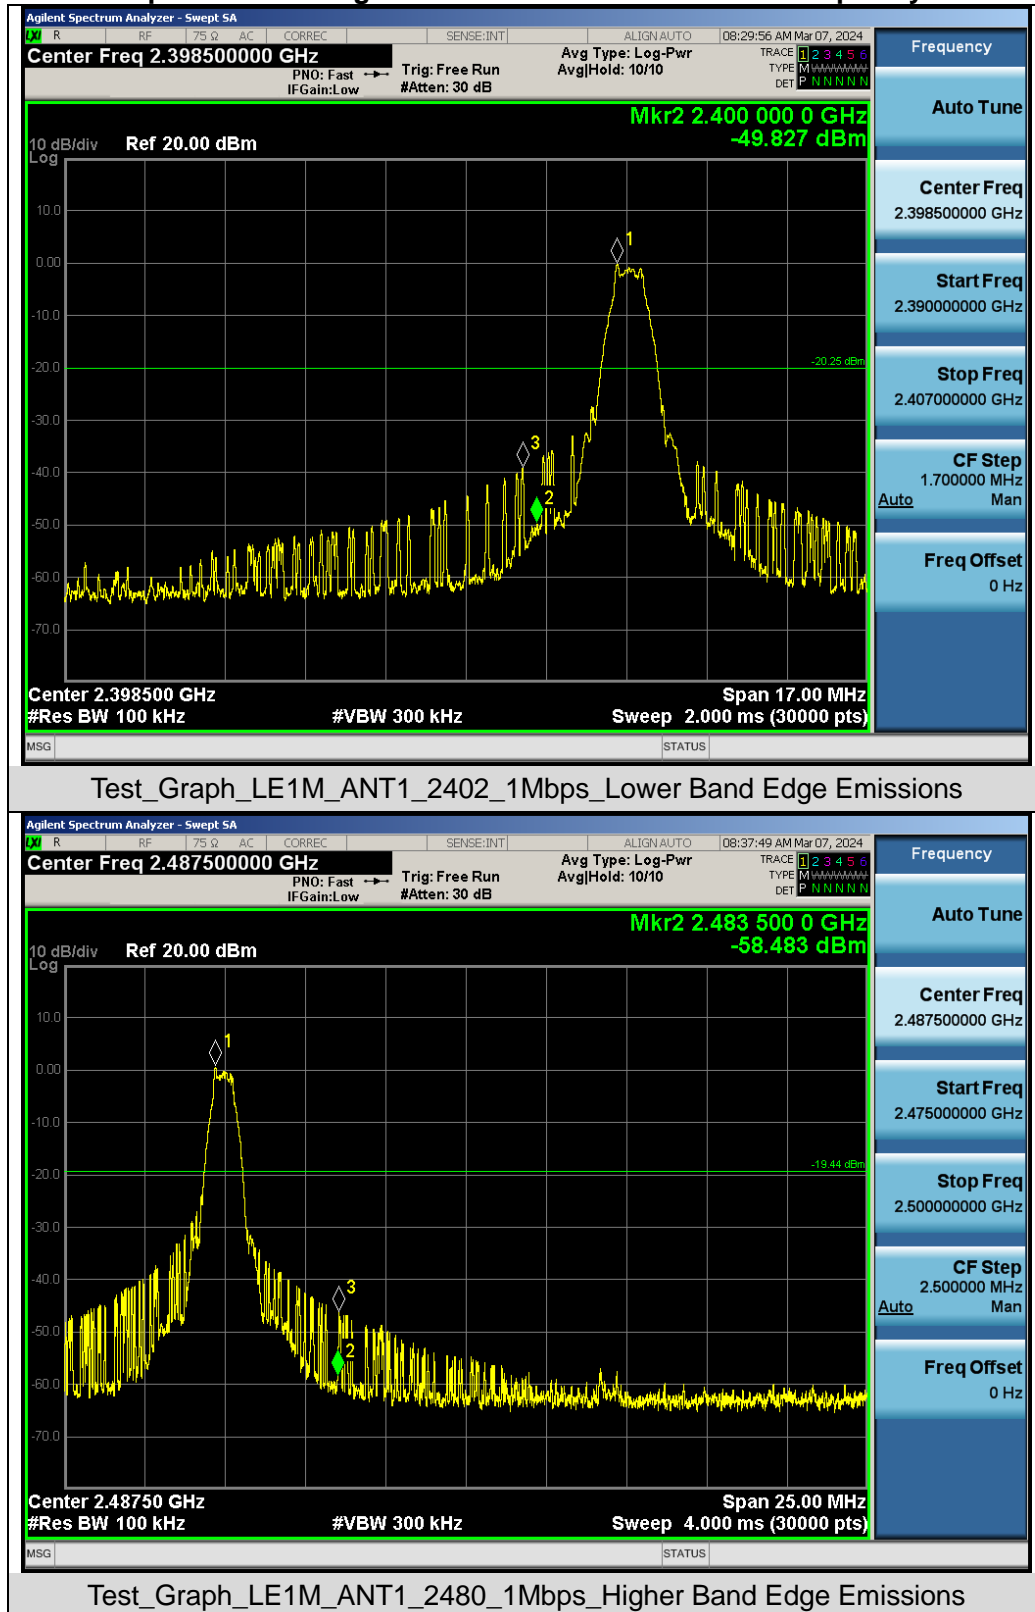 Agilent Spectrum Analyzer - Swept SA
LXI R RF 75 Ω AC CORREC SENSE:INT ALIGN AUTO 08:29:56 AM Mar 07, 2024
Center Freq 2.398500000 GHz
PNO: Fast
IFGain:Low
Trig: Free Run
#Atten: 30 dB
Avg Type: Log-Pwr
Avg|Hold: 10/10
TRACE 1 2 3 4 5 6
TYPE M WWWWW
DET P N N N N N
Mkr2 2.400 000 0 GHz
-49.827 dBm
10 dB/div Ref 20.00 dBm
Log
10.0
0.00
-10.0
-20.0
-30.0
-40.0
-50.0
-60.0
-70.0
1
-20.25 dBm
3
2
Center 2.398500 GHz Span 17.00 MHz
#Res BW 100 kHz #VBW 300 kHz Sweep 2.000 ms (30000 pts)
MSG STATUS
Frequency
Auto Tune
Center Freq
2.398500000 GHz
Start Freq
2.390000000 GHz
Stop Freq
2.407000000 GHz
CF Step
1.700000 MHz
Auto Man
Freq Offset
0 Hz
Test_Graph_LE1M_ANT1_2402_1Mbps_Lower Band Edge Emissions
Agilent Spectrum Analyzer - Swept SA
LXI R RF 75 Ω AC CORREC SENSE:INT ALIGN AUTO 08:37:49 AM Mar 07, 2024
Center Freq 2.487500000 GHz
PNO: Fast
IFGain:Low
Trig: Free Run
#Atten: 30 dB
Avg Type: Log-Pwr
Avg|Hold: 10/10
TRACE 1 2 3 4 5 6
TYPE M WWWWW
DET P N N N N N
Mkr2 2.483 500 0 GHz
-58.483 dBm
10 dB/div Ref 20.00 dBm
Log
10.0
0.00
-10.0
-20.0
-30.0
-40.0
-50.0
-60.0
-70.0
1
-19.44 dBm
3
2
Center 2.48750 GHz Span 25.00 MHz
#Res BW 100 kHz #VBW 300 kHz Sweep 4.000 ms (30000 pts)
MSG STATUS
Frequency
Auto Tune
Center Freq
2.487500000 GHz
Start Freq
2.475000000 GHz
Stop Freq
2.500000000 GHz
CF Step
2.500000 MHz
Auto Man
Freq Offset
0 Hz
Test_Graph_LE1M_ANT1_2480_1Mbps_Higher Band Edge Emissions